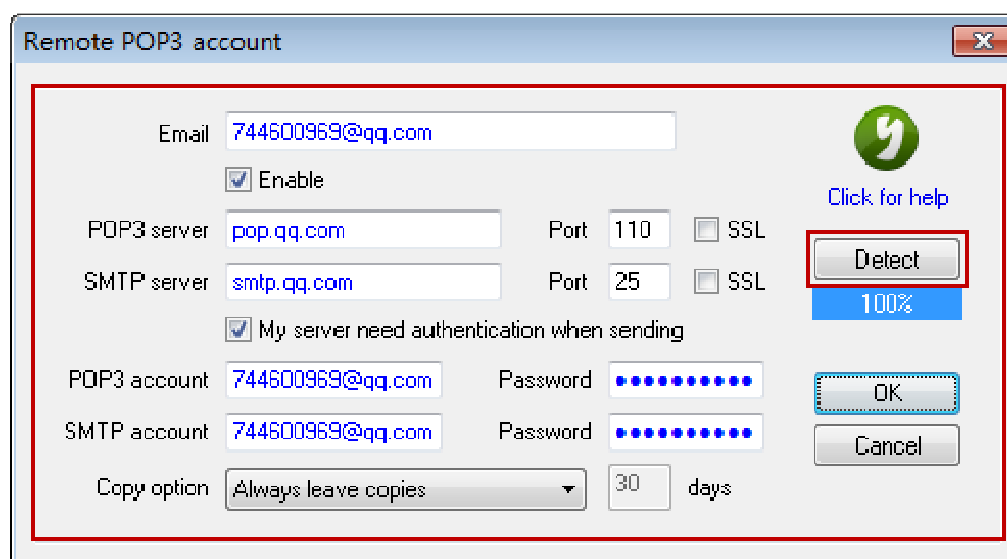 Remote POP3 account
Email 744600969@qq.com
Enable
Click for help
POP3 server pop.qq.com Port 110 SSL
Detect
SMTP server smtp.qq.com Port 25 SSL
100%
My server need authentication when sending
POP3 account 744600969@qq.com Password ••••••••••
OK
SMTP account 744600969@qq.com Password ••••••••••
Cancel
Copy option Always leave copies 30 days